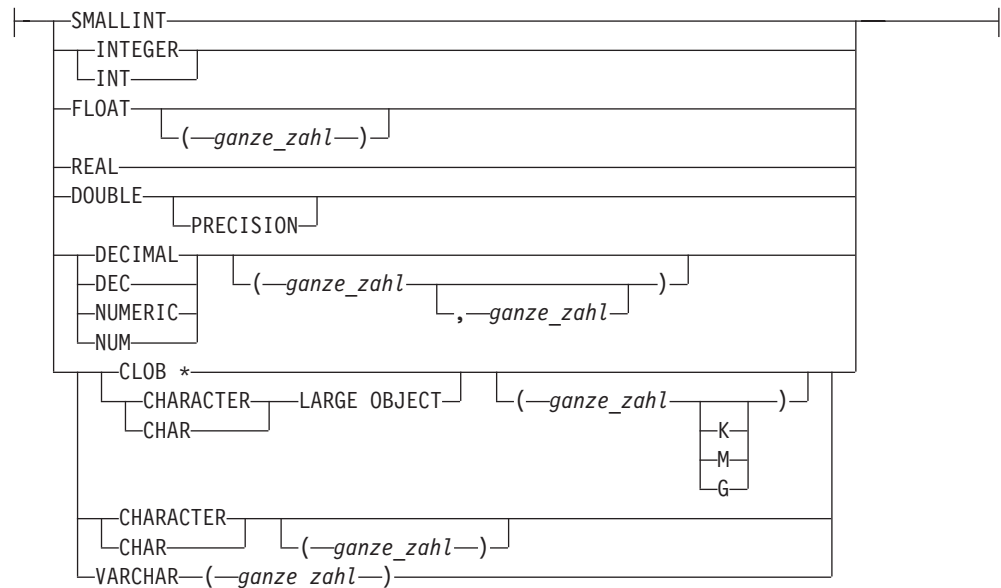 SMALLINT
INTEGER
INT
FLOAT
( ganze_zahl )
REAL
DOUBLE
PRECISION
DECIMAL
DEC
( ganze_zahl )
NUMERIC
, ganze_zahl
NUM
CLOB *
CHARACTER LARGE OBJECT ( ganze_zahl )
CHAR
K
M
G
CHARACTER
CHAR ( ganze_zahl )
VARCHAR ( ganze zahl )